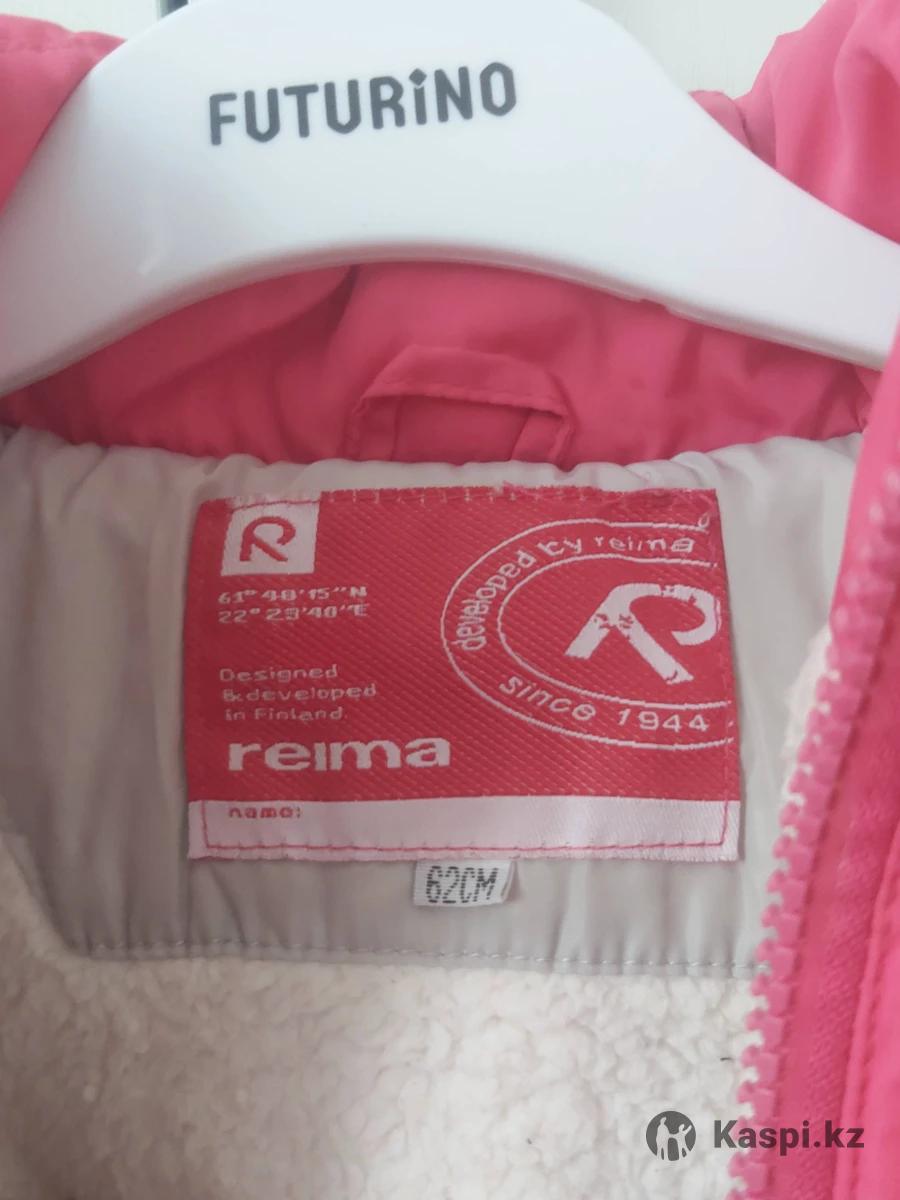 FUTURiNO
R
61° 48'15"N
22° 23'40"E
developed by reima
R
since 1944
Designed
& developed
in Finland.
reima
name:
62CM
Kaspi.kz